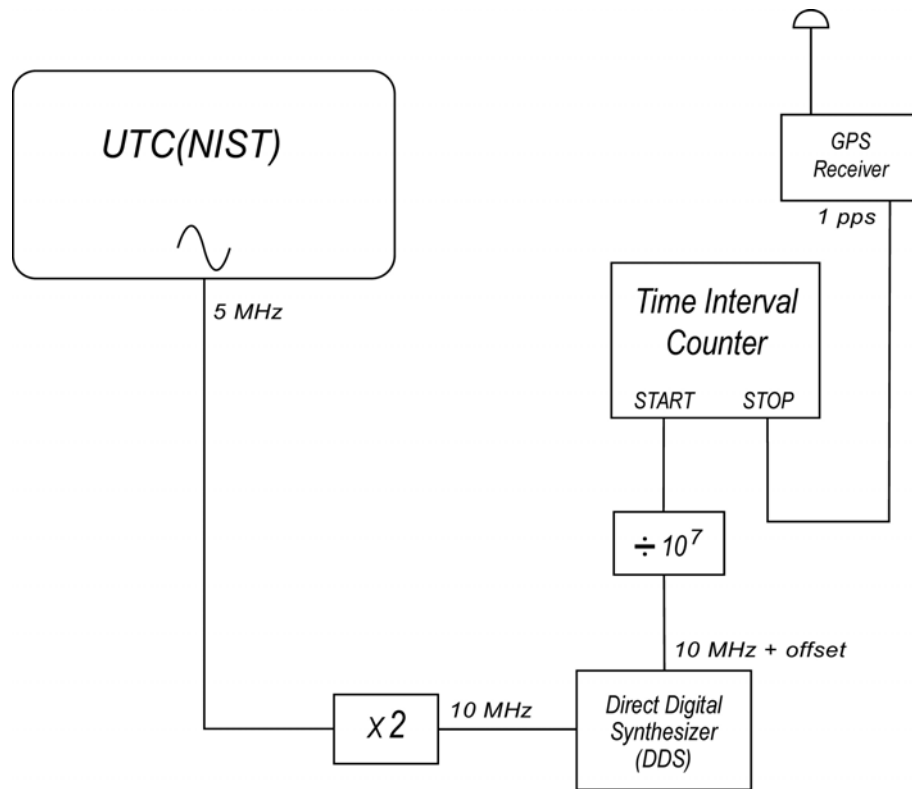 UTC(NIST)
5 MHz
GPS
Receiver
1 pps
Time Interval
Counter
START STOP
÷ 10⁷
10 MHz + offset
X2
10 MHz
Direct Digital
Synthesizer
(DDS)